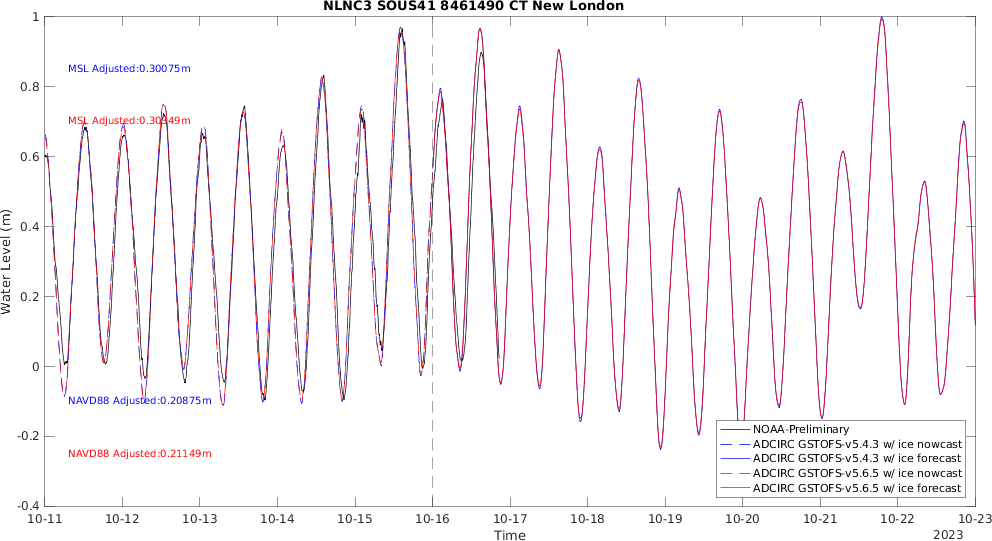 NLNC3 SOUS41 8461490 CT New London
1
0.8
0.6
0.4
0.2
0
-0.2
-0.4
Water Level (m)
MSL Adjusted:0.30075m
MSL Adjusted:0.30949m
NAVD88 Adjusted:0.20875m
NAVD88 Adjusted:0.21149m
NOAA-Preliminary
ADCIRC GSTOFS-v5.4.3 w/ ice nowcast
ADCIRC GSTOFS-v5.4.3 w/ ice forecast
ADCIRC GSTOFS-v5.6.5 w/ ice nowcast
ADCIRC GSTOFS-v5.6.5 w/ ice forecast
10-11 10-12 10-13 10-14 10-15 10-16 10-17 10-18 10-19 10-20 10-21 10-22 10-23
Time
2023